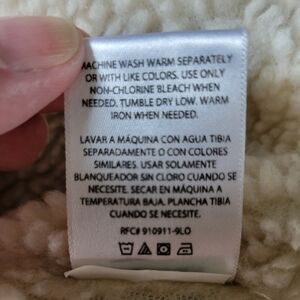 MACHINE WASH WARM SEPARATELY
OR WITH LIKE COLORS. USE ONLY
NON-CHLORINE BLEACH WHEN
NEEDED. TUMBLE DRY LOW. WARM
IRON WHEN NEEDED.
LAVAR A MÁQUINA CON AGUA TIBIA
SEPARADAMENTE O CON COLORES
SIMILARES. USAR SOLAMENTE
BLANQUEADOR SIN CLORO CUANDO SE
NECESITE. SECAR EN MÁQUINA A
TEMPERATURA BAJA. PLANCHA TIBIA
CUANDO SE NECESITE.
RFC# 910911-9LO